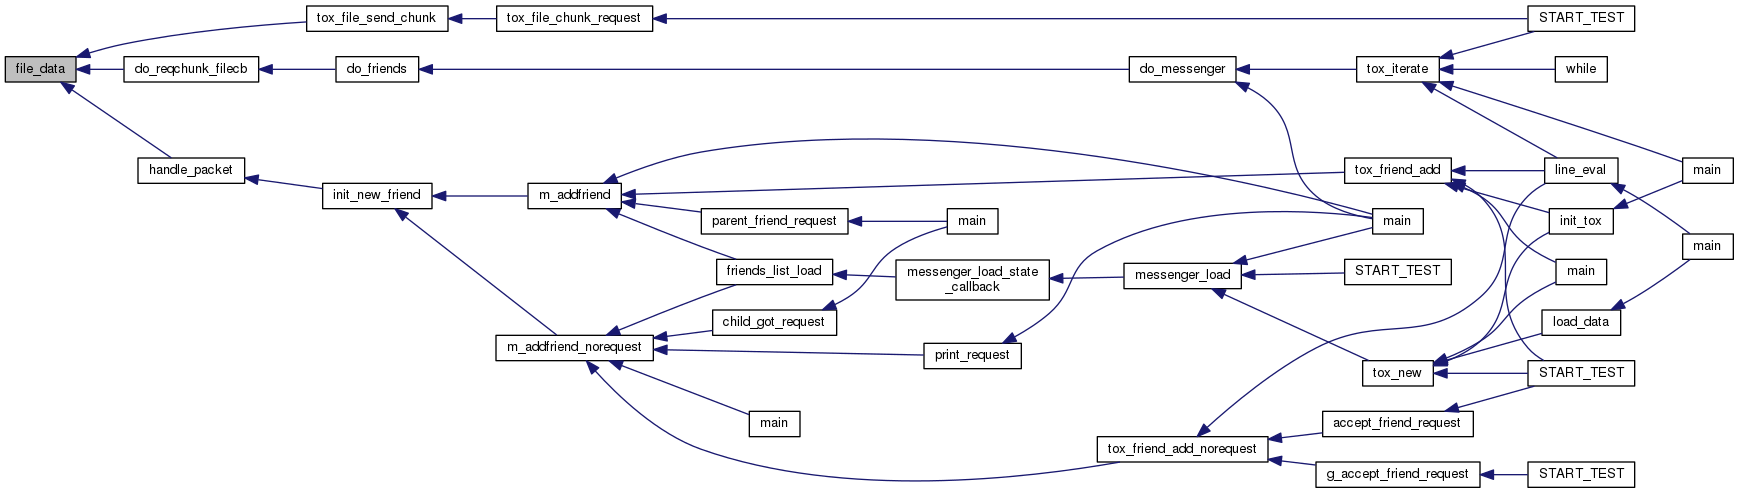 tox_file_send_chunk
tox_file_chunk_request
START_TEST
file_data
do_reqchunk_filecb
do_friends
do_messenger
tox_iterate
while
handle_packet
tox_friend_add
line_eval
main
init_new_friend
m_addfriend
parent_friend_request
main
main
init_tox
main
friends_list_load
messenger_load_state
_callback
messenger_load
START_TEST
main
child_got_request
load_data
m_addfriend_norequest
print_request
tox_new
START_TEST
main
accept_friend_request
tox_friend_add_norequest
g_accept_friend_request
START_TEST